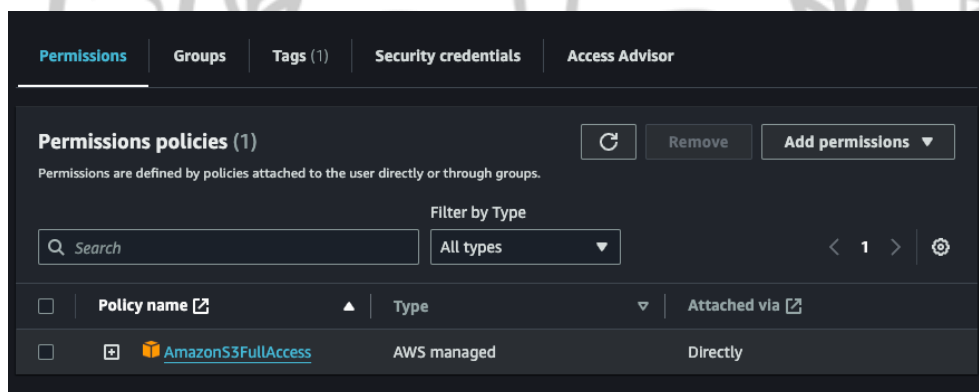 Permissions Groups Tags (1) Security credentials Access Advisor
Permissions policies (1)
Remove
Add permissions
Permissions are defined by policies attached to the user directly or through groups.
Filter by Type
Search
All types
1
Policy name Type Attached via
AmazonS3FullAccess AWS managed Directly